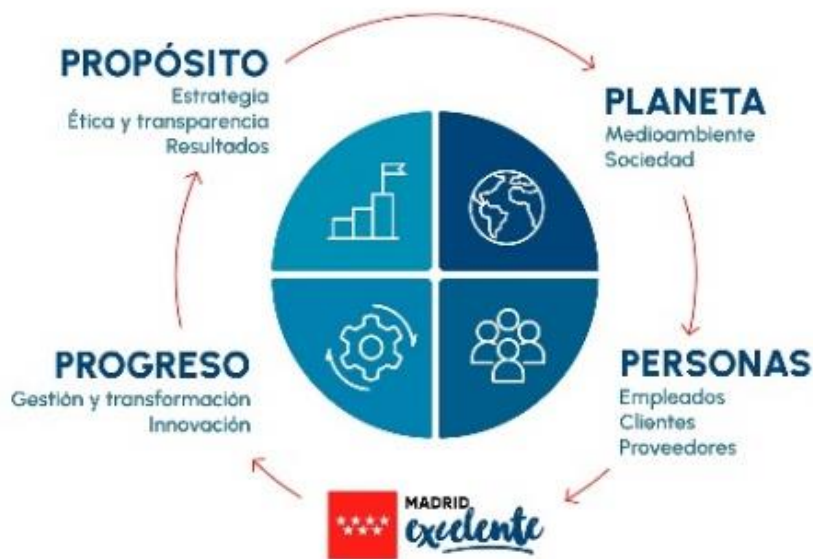 PROPÓSITO
Estrategia
Ética y transparencia
Resultados
PLANETA
Medioambiente
Sociedad
PERSONAS
Empleados
Clientes
Proveedores
PROGRESO
Gestión y transformación
Innovación
MADRID
excelente